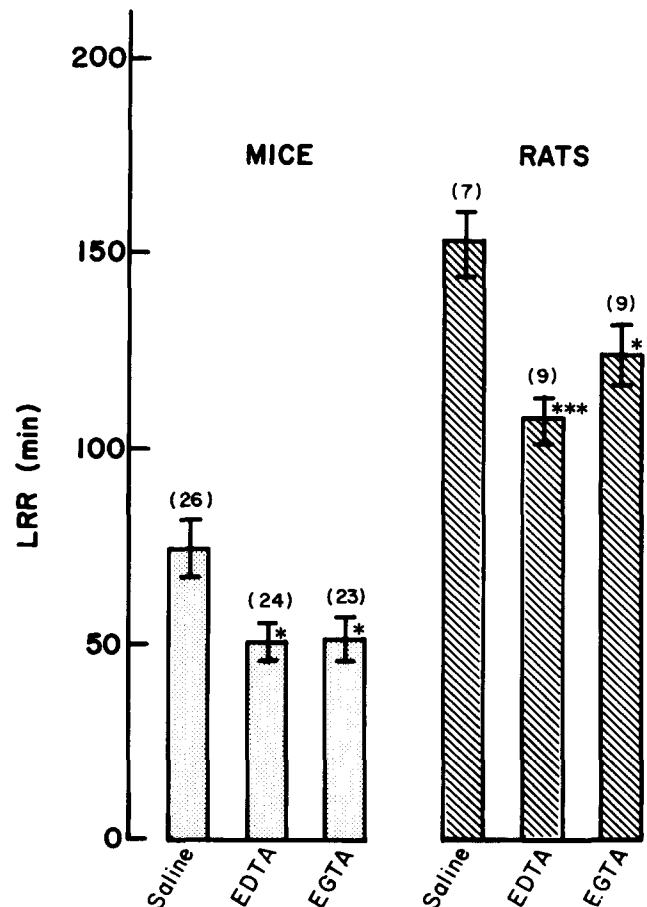 200
MICE
RATS
(7)
150
(9)
*
(9)
***
100
LRR (min)
(26)
(24)
(23)
*
*
50
0
Saline
EDTA
EGTA
Saline
EDTA
EGTA